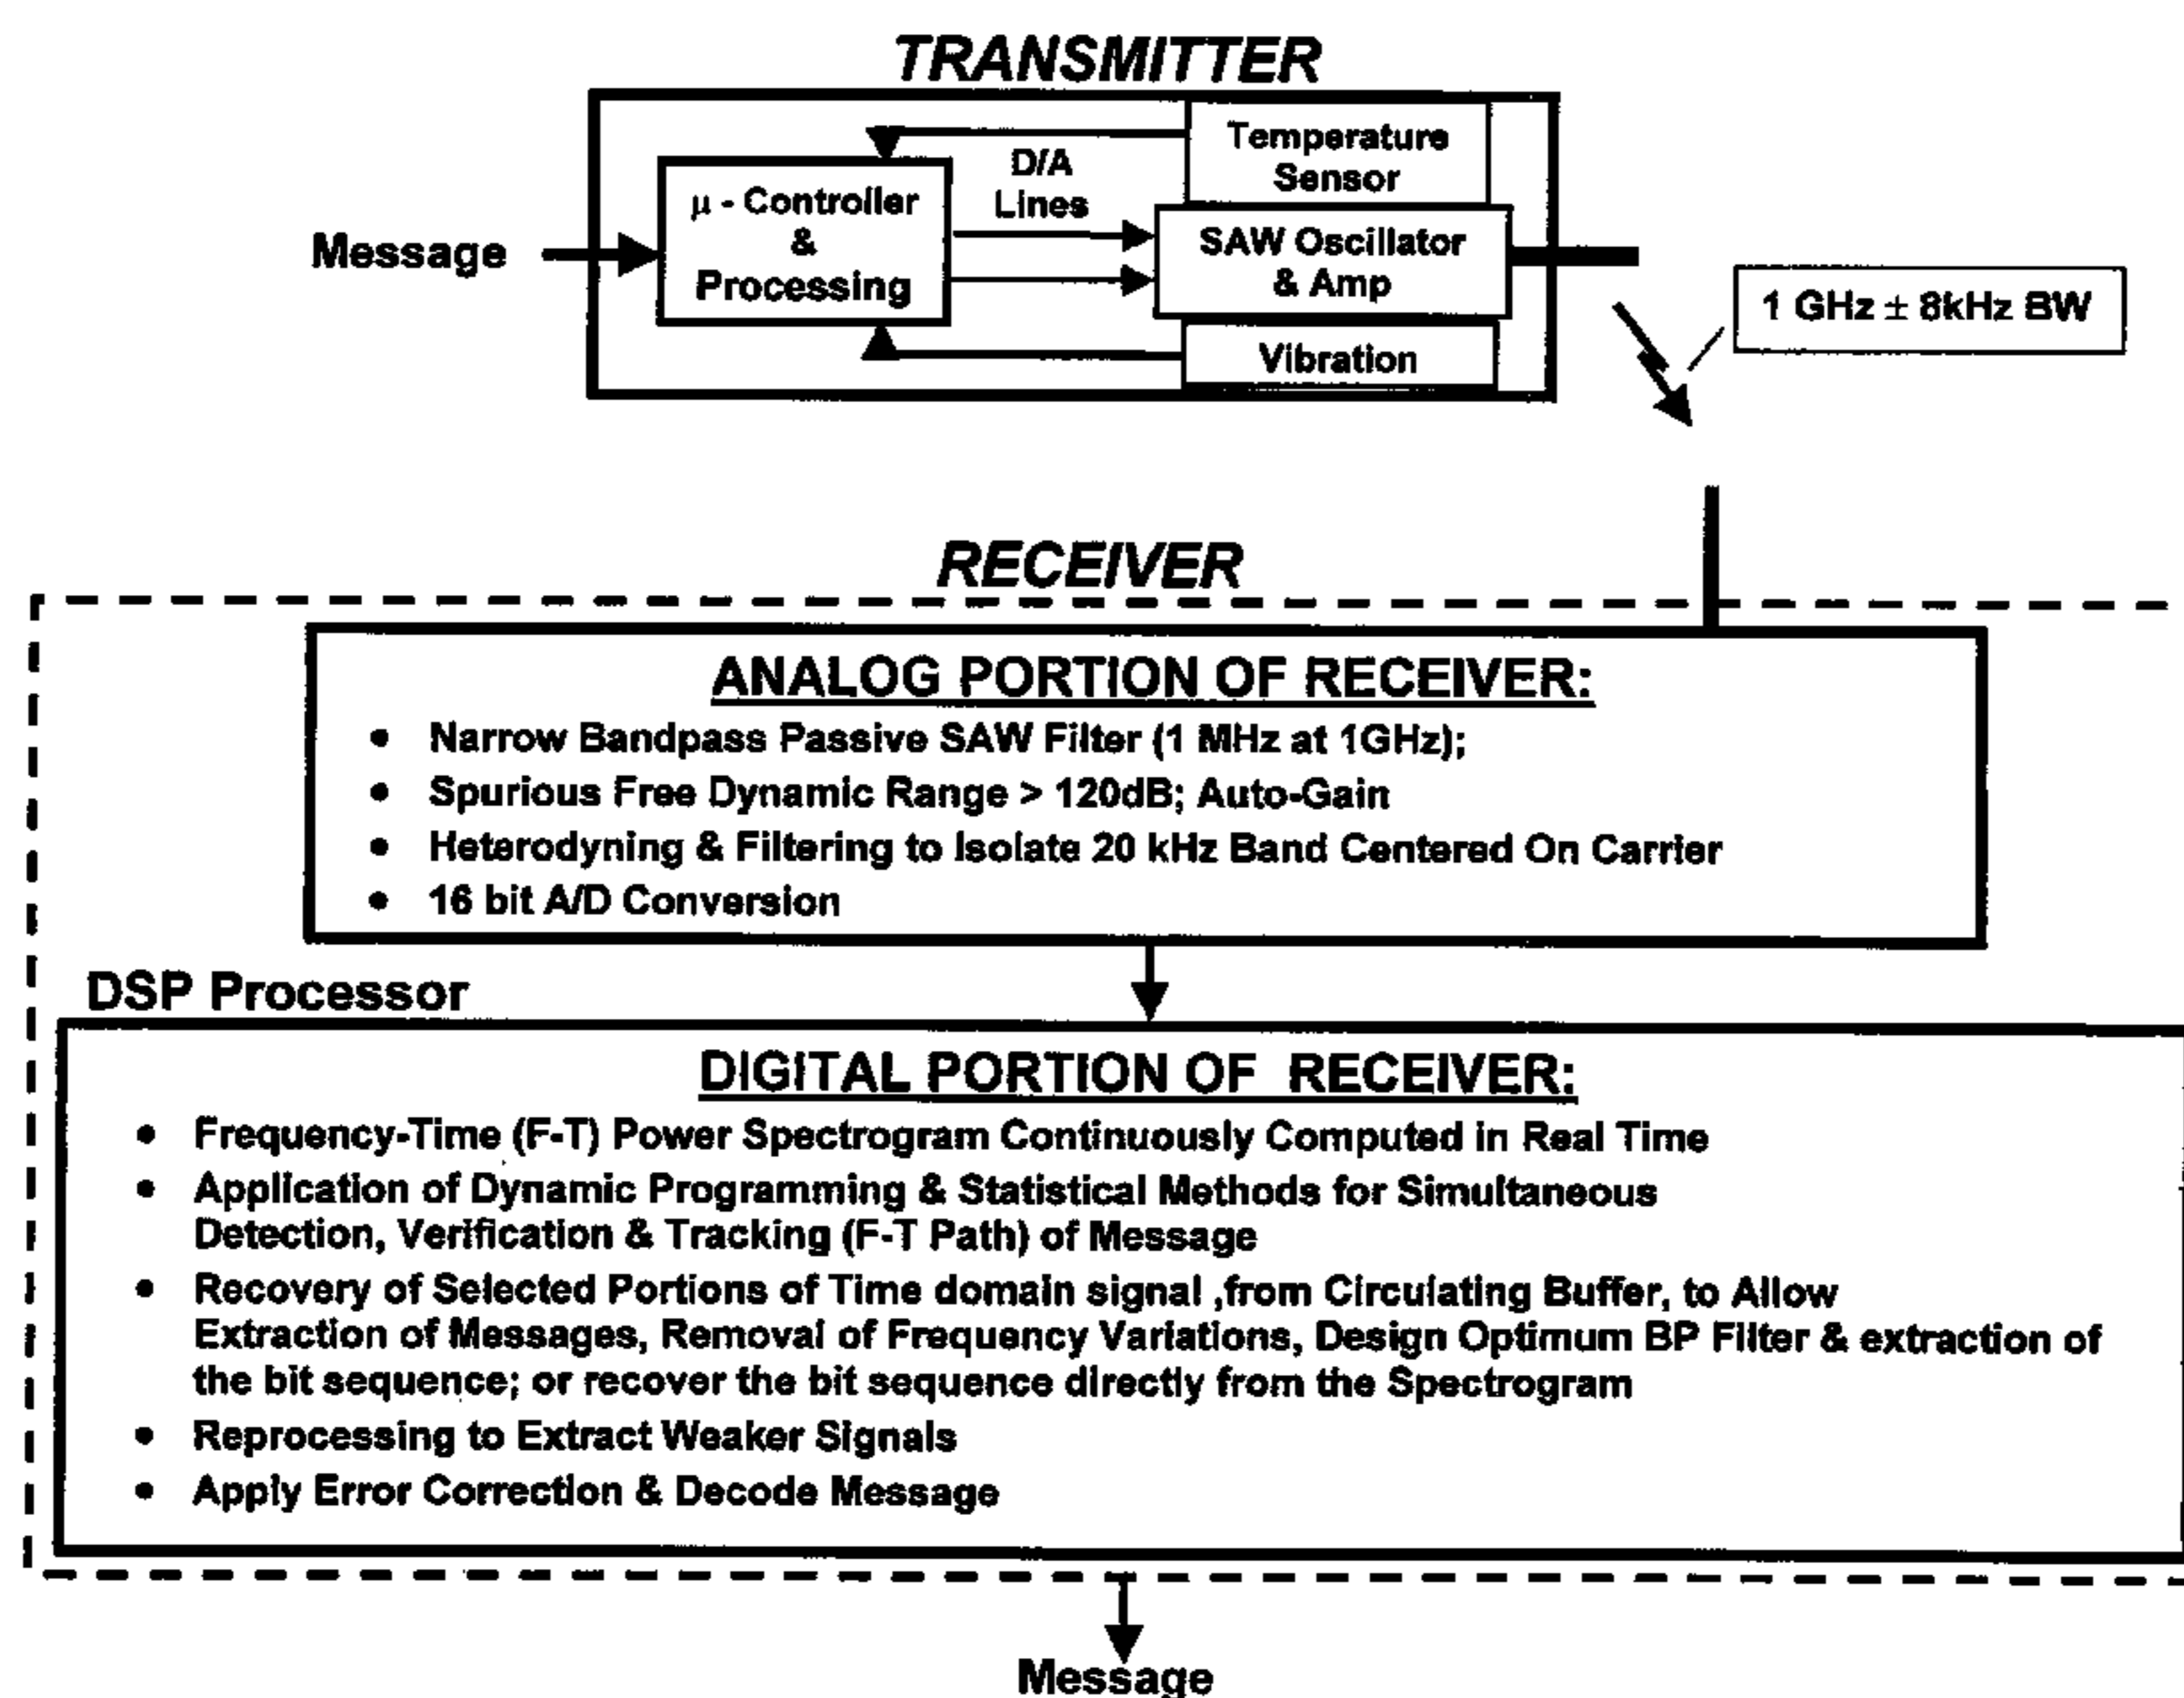 TRANSMITTER
Temperature
Sensor
D/A
Lines
μ - Controller
&
Processing
Message
SAW Oscillator
& Amp
1 GHz ± 8kHz BW
Vibration
RECEIVER
ANALOG PORTION OF RECEIVER:
• Narrow Bandpass Passive SAW Filter (1 MHz at 1GHz);
• Spurious Free Dynamic Range > 120dB; Auto-Gain
• Heterodyning & Filtering to Isolate 20 kHz Band Centered On Carrier
• 16 bit A/D Conversion
DSP Processor
DIGITAL PORTION OF RECEIVER:
• Frequency-Time (F-T) Power Spectrogram Continuously Computed in Real Time
• Application of Dynamic Programming & Statistical Methods for Simultaneous
Detection, Verification & Tracking (F-T Path) of Message
• Recovery of Selected Portions of Time domain signal ,from Circulating Buffer, to Allow
Extraction of Messages, Removal of Frequency Variations, Design Optimum BP Filter & extraction of
the bit sequence; or recover the bit sequence directly from the Spectrogram
• Reprocessing to Extract Weaker Signals
• Apply Error Correction & Decode Message
Message